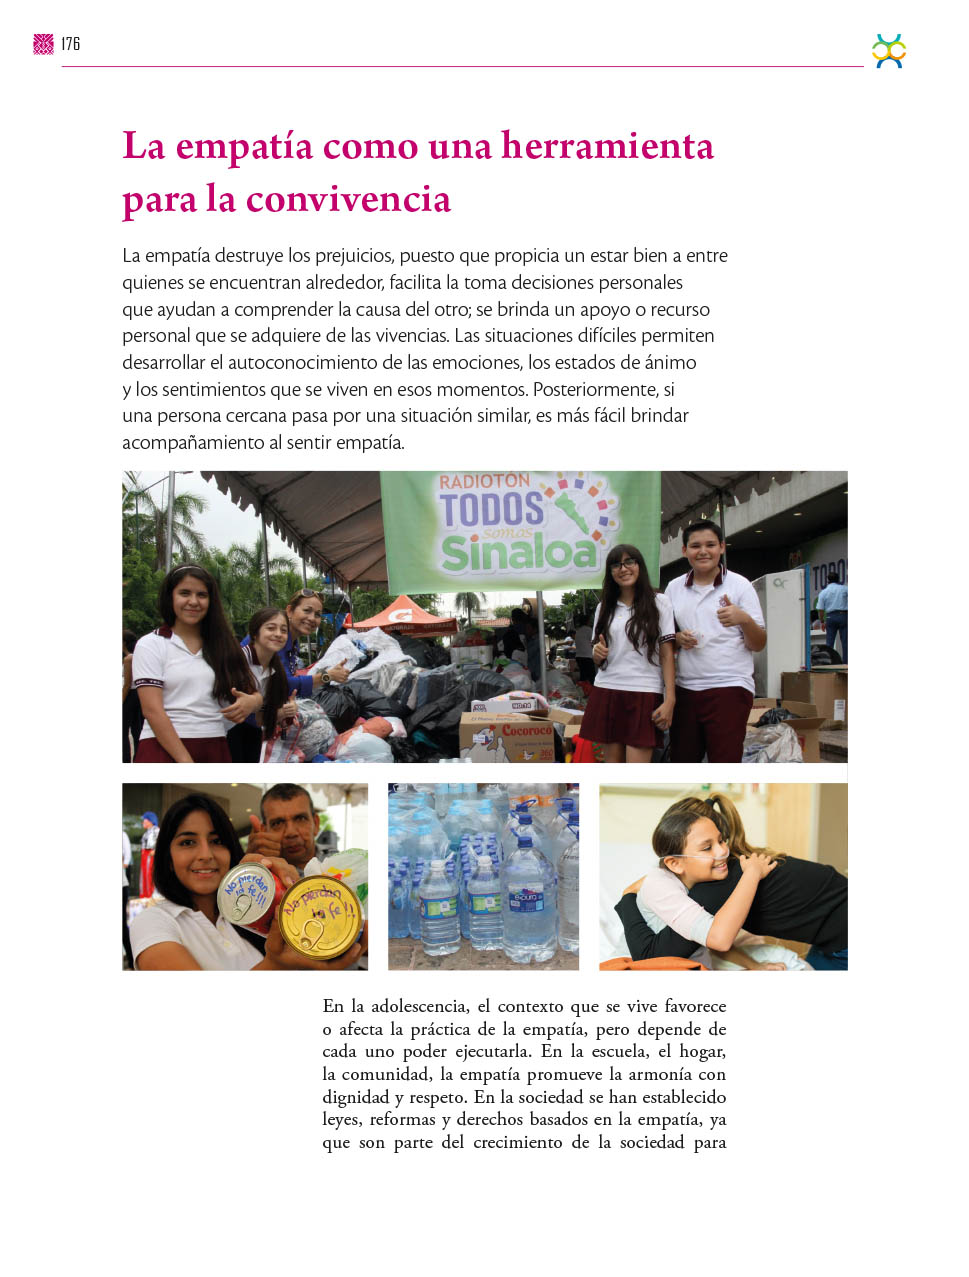 176
La empatía como una herramienta
para la convivencia
La empatía destruye los prejuicios, puesto que propicia un estar bien a entre
quienes se encuentran alrededor, facilita la toma decisiones personales
que ayudan a comprender la causa del otro; se brinda un apoyo o recurso
personal que se adquiere de las vivencias. Las situaciones difíciles permiten
desarrollar el autoconocimiento de las emociones, los estados de ánimo
y los sentimientos que se viven en esos momentos. Posteriormente, si
una persona cercana pasa por una situación similar, es más fácil brindar
acompañamiento al sentir empatía.
RADIOTÓN
TODOS
somos
Sinaloa
TODOS
G
Cocorocó
360
No pierdan
la fe!!!
No pierdan
la fe!!
epura
En la adolescencia, el contexto que se vive favorece
o afecta la práctica de la empatía, pero depende de
cada uno poder ejecutarla. En la escuela, el hogar,
la comunidad, la empatía promueve la armonía con
dignidad y respeto. En la sociedad se han establecido
leyes, reformas y derechos basados en la empatía, ya
que son parte del crecimiento de la sociedad para